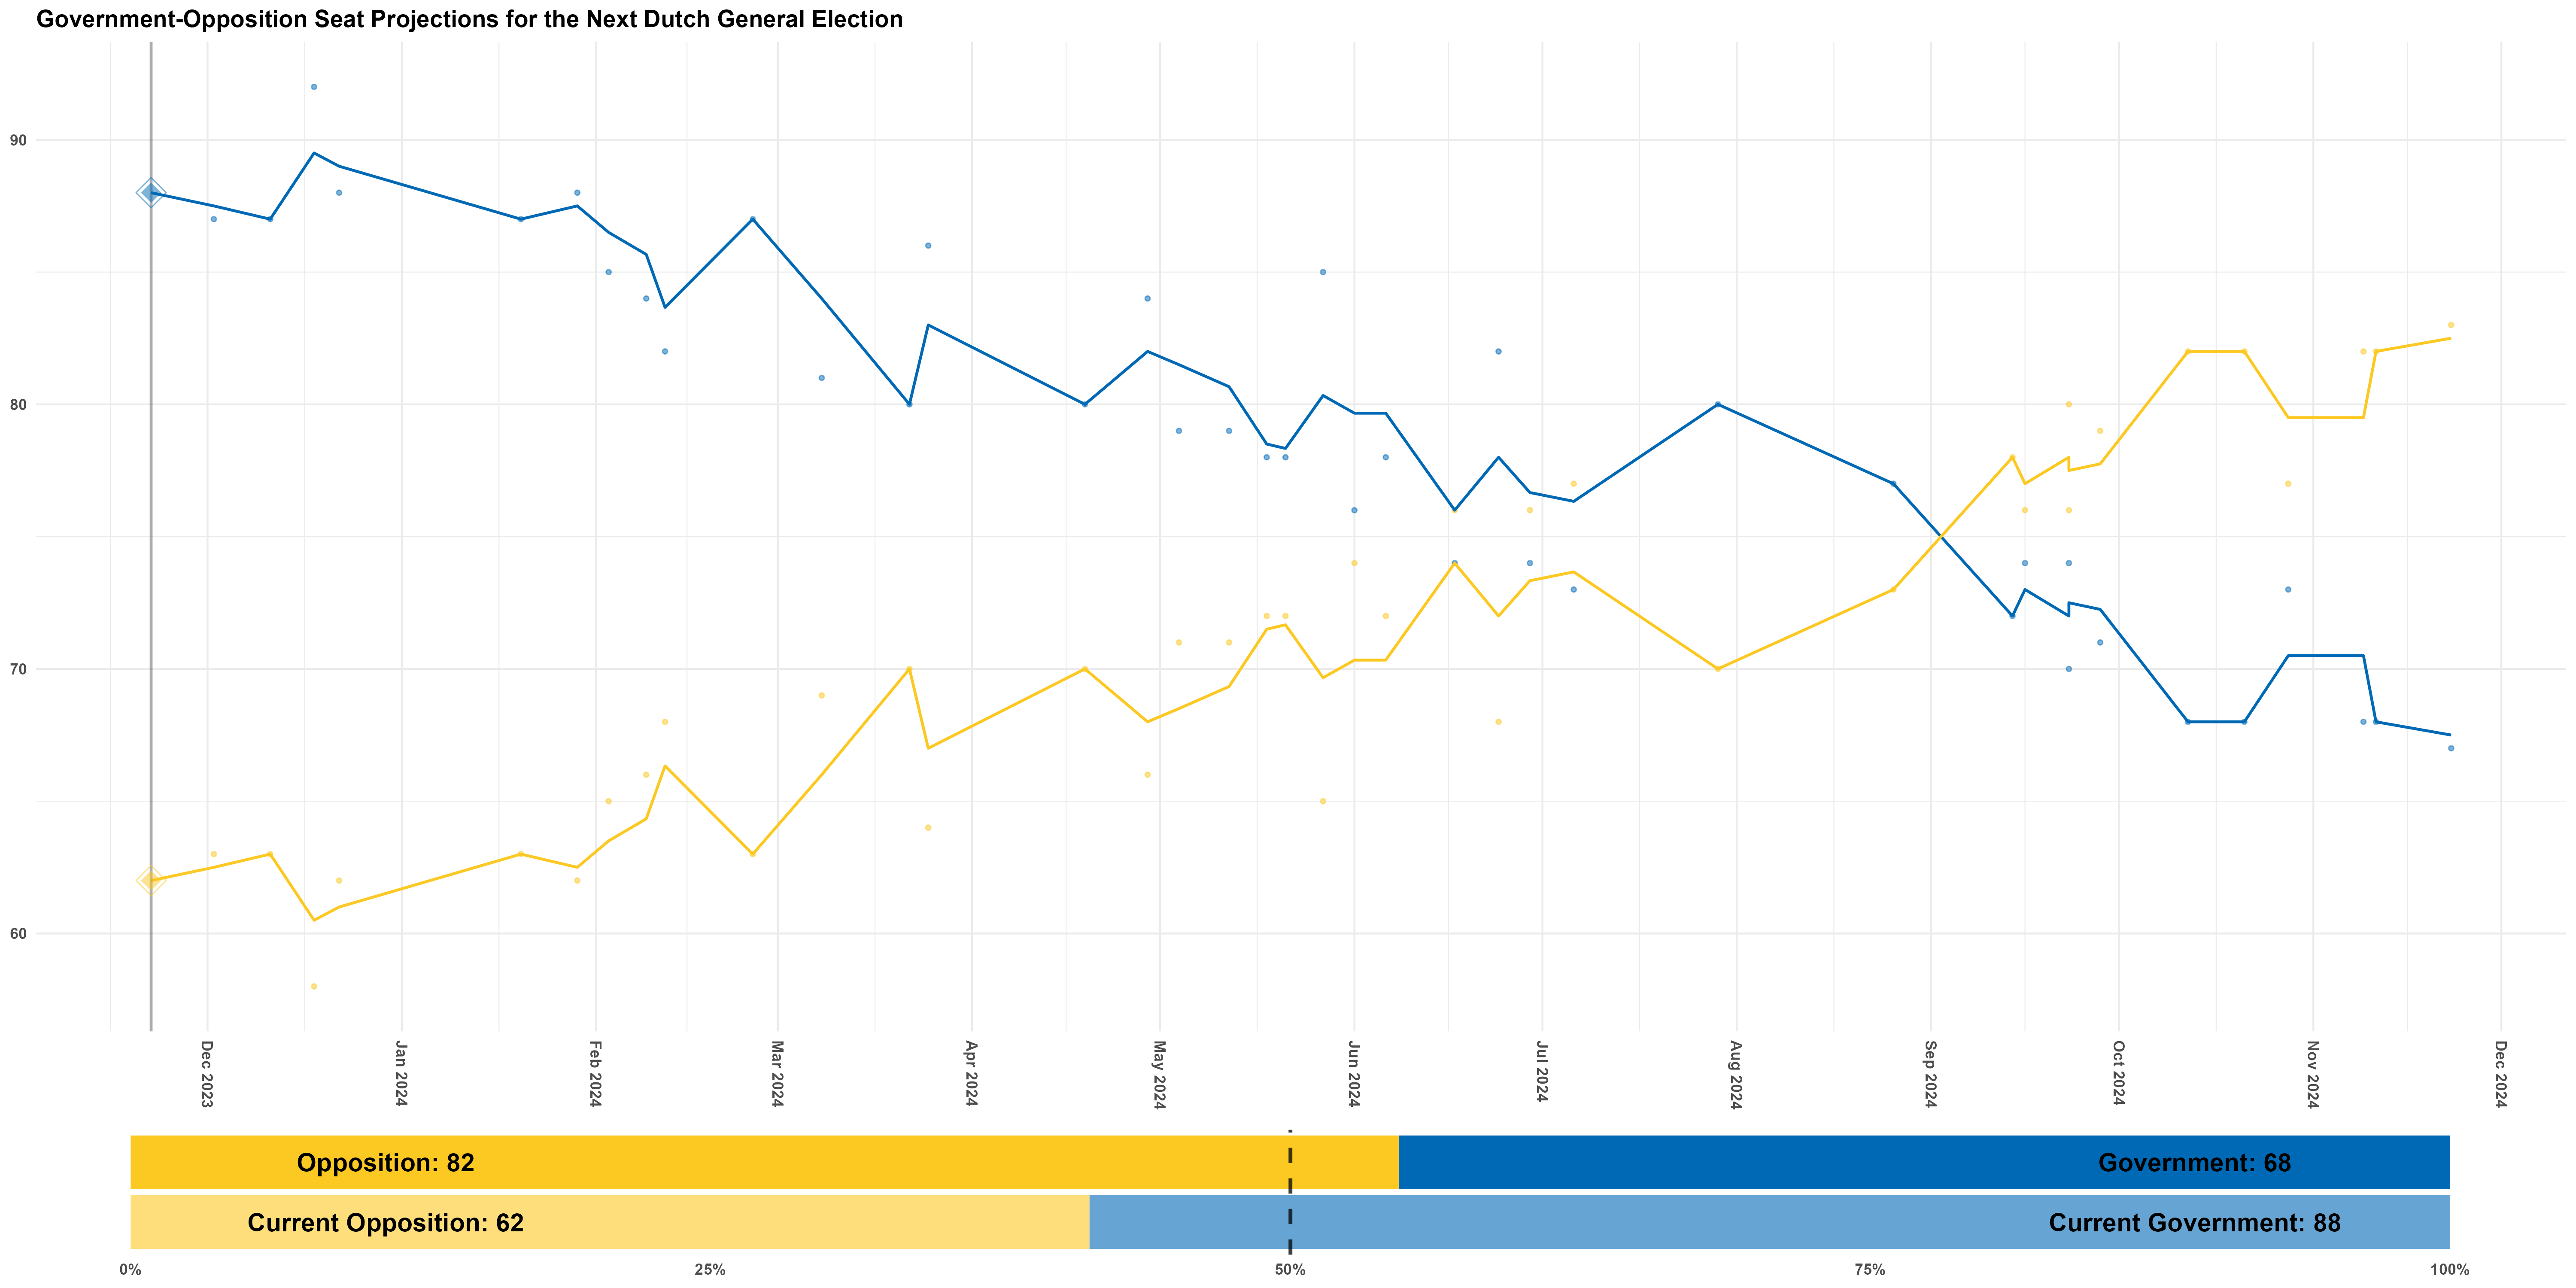 Government-Opposition Seat Projections for the Next Dutch General Election
90
80
70
60
Dec 2023
Jan 2024
Feb 2024
Mar 2024
Apr 2024
May 2024
Jun 2024
Jul 2024
Aug 2024
Sep 2024
Oct 2024
Nov 2024
Dec 2024
Opposition: 82
Government: 68
Current Opposition: 62
Current Government: 88
0%
25%
50%
75%
100%